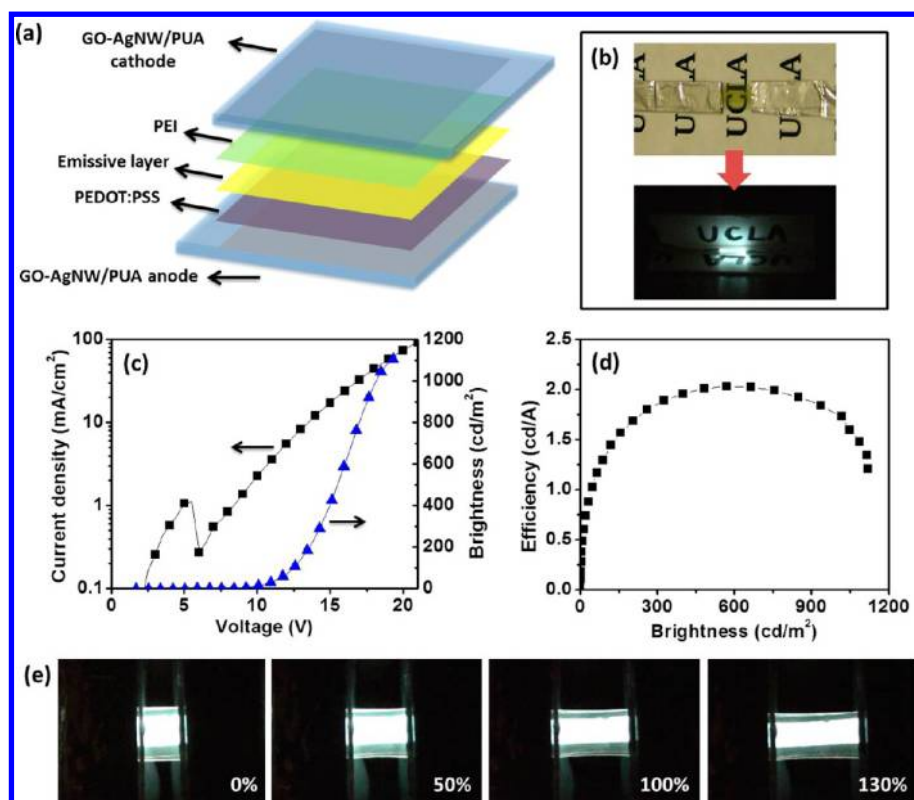 (a)
GO-AgNW/PUA
cathode
PEI
Emissive layer
PEDOT:PSS
GO-AgNW/PUA anode
(b)
UCLA
UCLA
(c)
Current density (mA/cm²)
100
10
1
0.1
0 5 10 15 20
Voltage (V)
1200
1000
800
600
400
200
0
Brightness (cd/m²)
(d)
Efficiency (cd/A)
2.5
2.0
1.5
1.0
0.5
0.0
0 300 600 900 1200
Brightness (cd/m²)
(e)
0%
50%
100%
130%